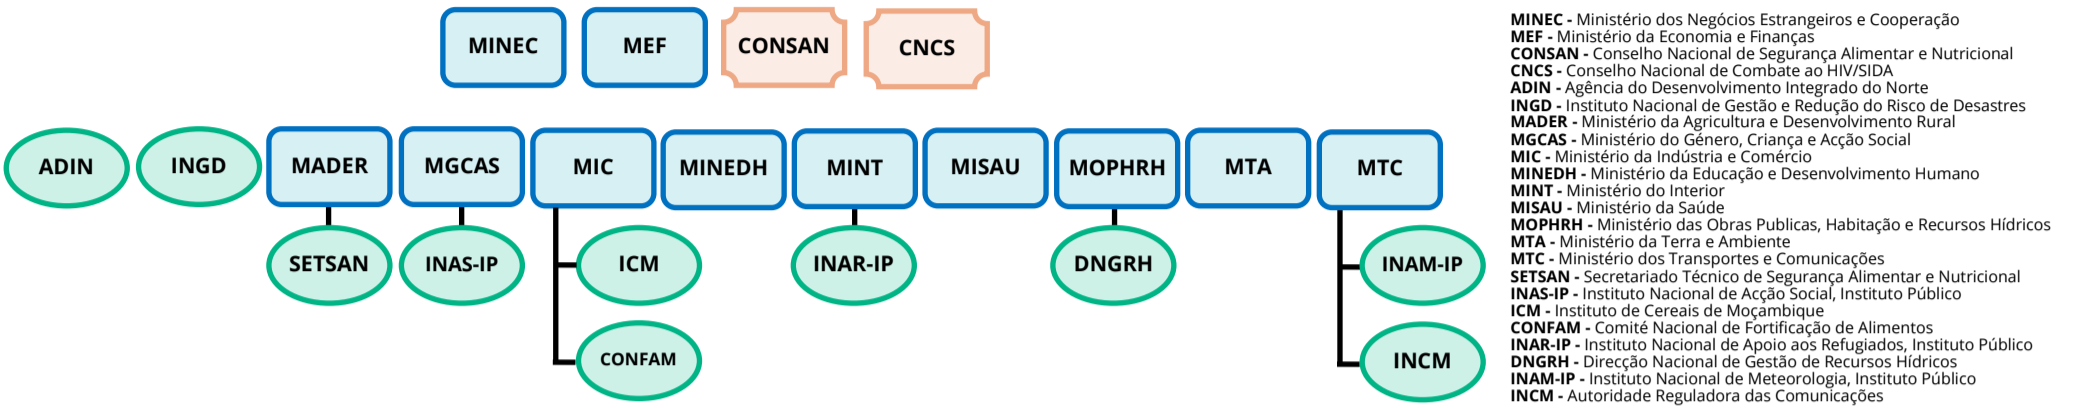 MINEC
MEF
CONSAN
CNCS
ADIN
INGD
MADER
MGCAS
MIC
MINEDH
MINT
MISAU
MOPHRH
MTA
MTC
SETSAN
INAS-IP
ICM
INAR-IP
DNGRH
INAM-IP
CONFAM
INCM
MINEC - Ministério dos Negócios Estrangeiros e Cooperação
MEF - Ministério da Economia e Finanças
CONSAN - Conselho Nacional de Segurança Alimentar e Nutricional
CNCS - Conselho Nacional de Combate ao HIV/SIDA
ADIN - Agência do Desenvolvimento Integrado do Norte
INGD - Instituto Nacional de Gestão e Redução do Risco de Desastres
MADER - Ministério da Agricultura e Desenvolvimento Rural
MGCAS - Ministério do Género, Criança e Acção Social
MIC - Ministério da Indústria e Comércio
MINEDH - Ministério da Educação e Desenvolvimento Humano
MINT - Ministério do Interior
MISAU - Ministério da Saúde
MOPHRH - Ministério das Obras Publicas, Habitação e Recursos Hídricos
MTA - Ministério da Terra e Ambiente
MTC - Ministério dos Transportes e Comunicações
SETSAN - Secretariado Técnico de Segurança Alimentar e Nutricional
INAS-IP - Instituto Nacional de Acção Social, Instituto Público
ICM - Instituto de Cereais de Moçambique
CONFAM - Comité Nacional de Fortificação de Alimentos
INAR-IP - Instituto Nacional de Apoio aos Refugiados, Instituto Público
DNGRH - Direcção Nacional de Gestão de Recursos Hídricos
INAM-IP - Instituto Nacional de Meteorologia, Instituto Público
INCM - Autoridade Reguladora das Comunicações